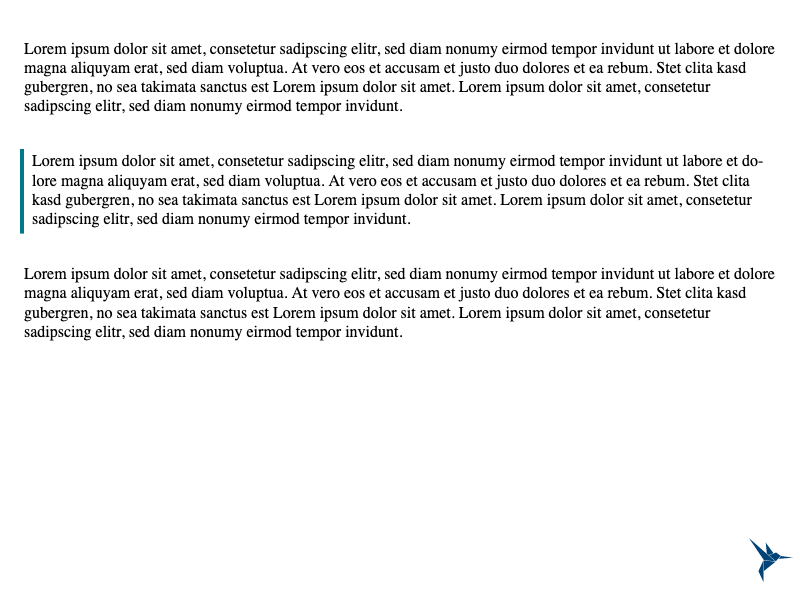 Lorem ipsum dolor sit amet, consetetur sadipscing elitr, sed diam nonumy eirmod tempor invidunt ut labore et dolore
magna aliquyam erat, sed diam voluptua. At vero eos et accusam et justo duo dolores et ea rebum. Stet clita kasd
gubergren, no sea takimata sanctus est Lorem ipsum dolor sit amet. Lorem ipsum dolor sit amet, consetetur
sadipscing elitr, sed diam nonumy eirmod tempor invidunt.
Lorem ipsum dolor sit amet, consetetur sadipscing elitr, sed diam nonumy eirmod tempor invidunt ut labore et do-
lore magna aliquyam erat, sed diam voluptua. At vero eos et accusam et justo duo dolores et ea rebum. Stet clita
kasd gubergren, no sea takimata sanctus est Lorem ipsum dolor sit amet. Lorem ipsum dolor sit amet, consetetur
sadipscing elitr, sed diam nonumy eirmod tempor invidunt.
Lorem ipsum dolor sit amet, consetetur sadipscing elitr, sed diam nonumy eirmod tempor invidunt ut labore et dolore
magna aliquyam erat, sed diam voluptua. At vero eos et accusam et justo duo dolores et ea rebum. Stet clita kasd
gubergren, no sea takimata sanctus est Lorem ipsum dolor sit amet. Lorem ipsum dolor sit amet, consetetur
sadipscing elitr, sed diam nonumy eirmod tempor invidunt.